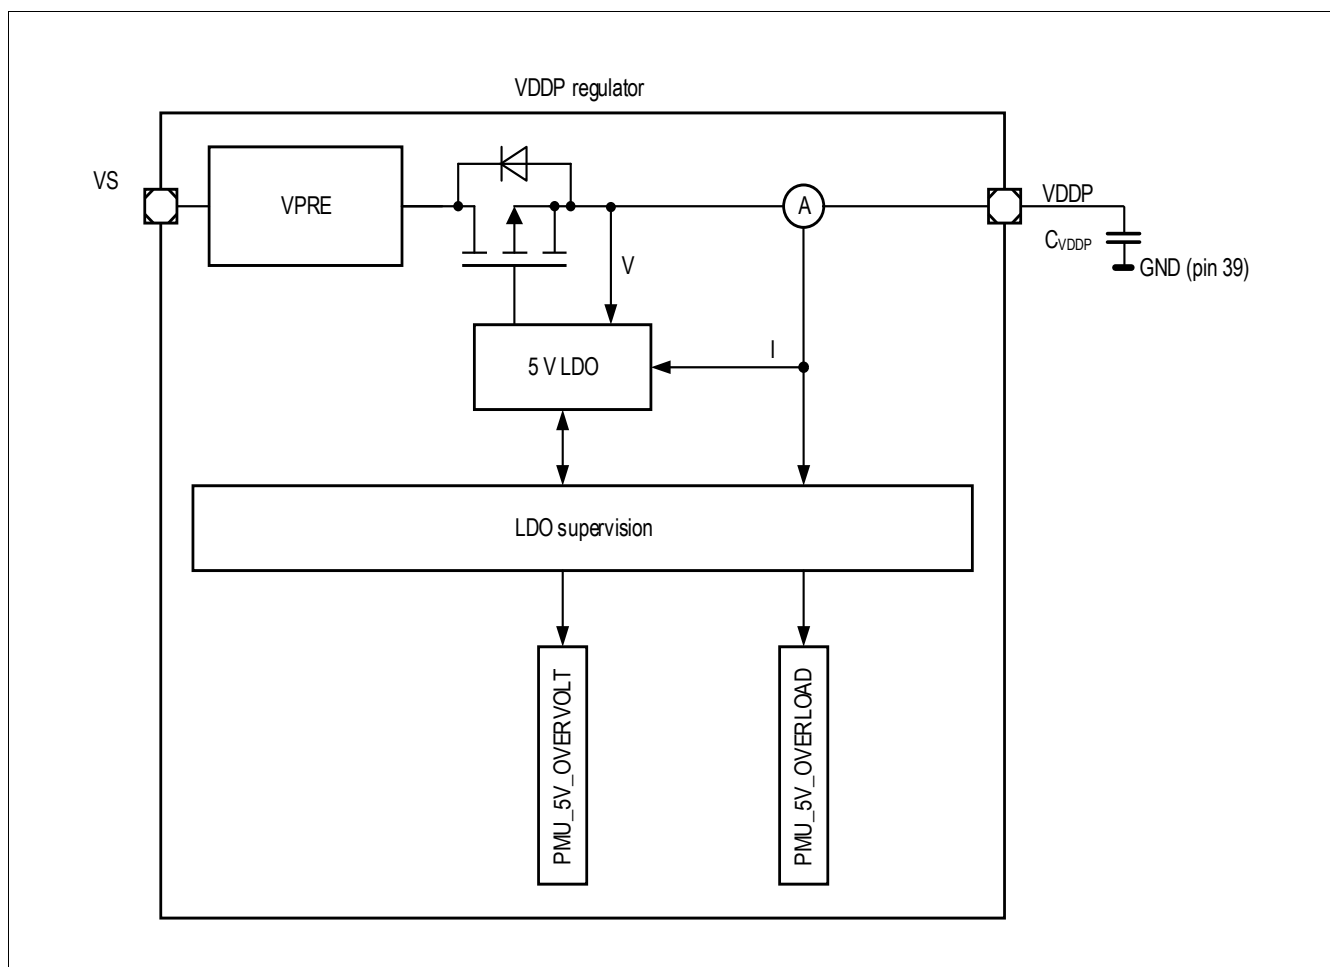 VDDP regulator
VS
VPRE
A
VDDP
CVDDP
GND (pin 39)
V
I
5 V LDO
LDO supervision
PMU_5V_OVERVOLT
PMU_5V_OVERLOAD